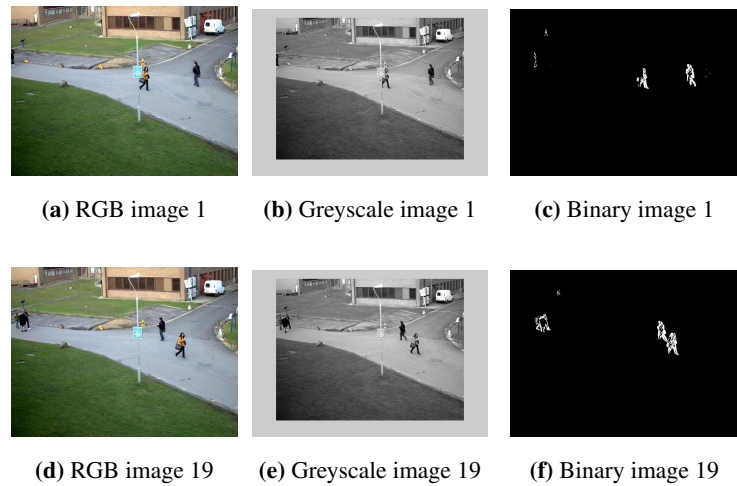 (a) RGB image 1
(b) Greyscale image 1
(c) Binary image 1
(d) RGB image 19
(e) Greyscale image 19
(f) Binary image 19